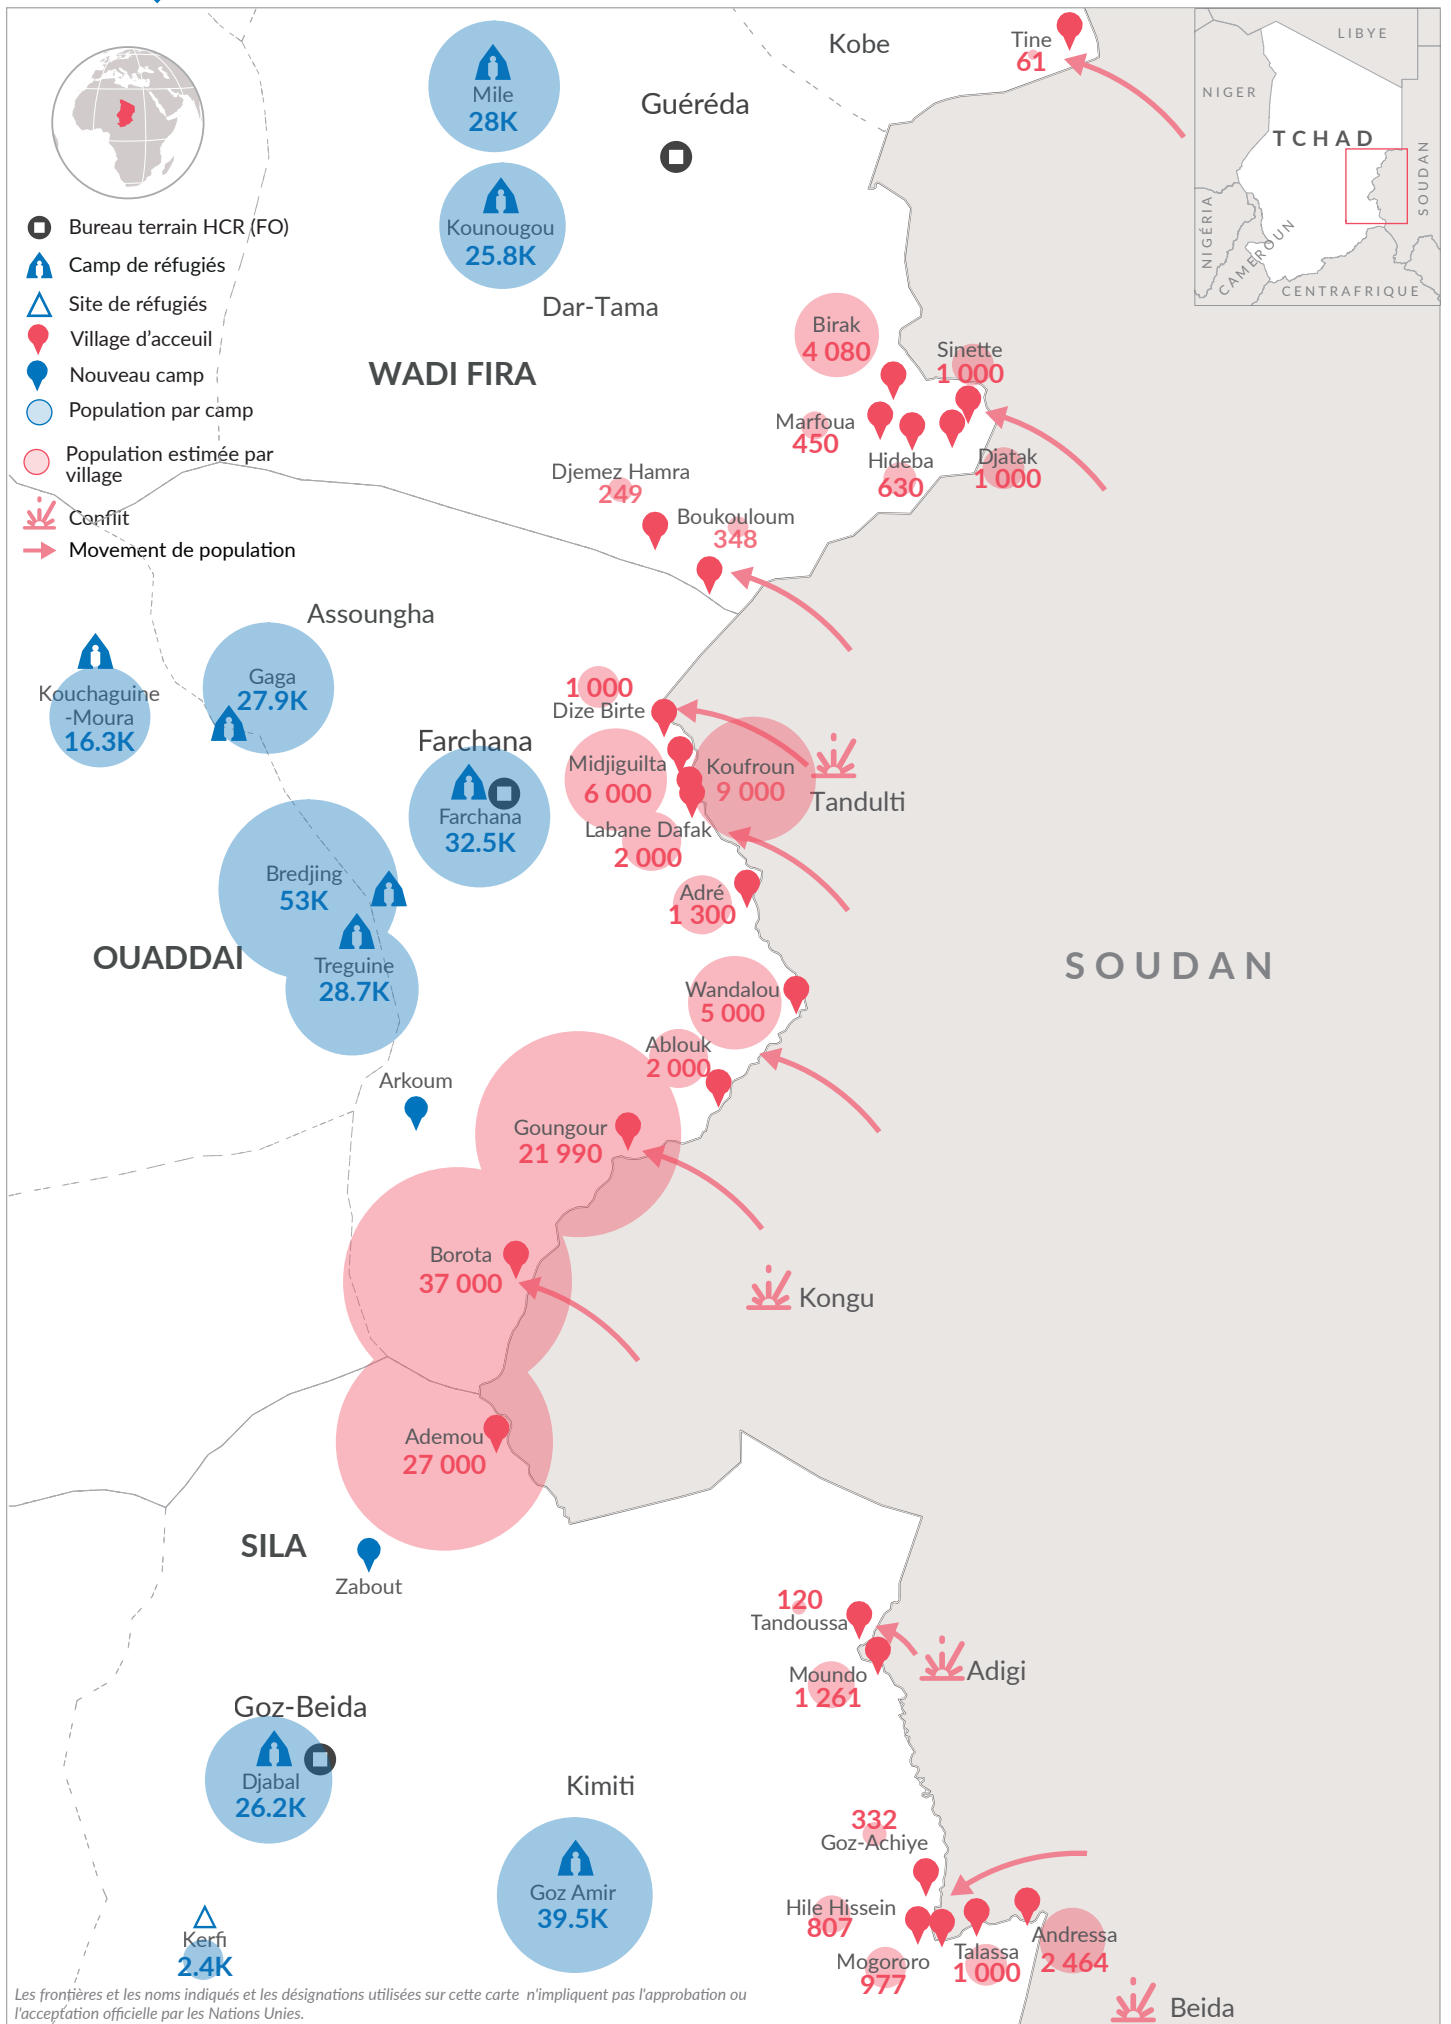 Bureau terrain HCR (FO)
Camp de réfugiés
Site de réfugiés
Village d'acceuil
Nouveau camp
Population par camp
Population estimée par
village
Conflit
Movement de population
LIBYE
NIGER
TCHAD
SOUDAN
NIGÉRIA
CAMEROUN
CENTRAFRIQUE
Kobe
Tine
61
Mile
28K
Guéréda
Kounougou
25.8K
Dar-Tama
WADI FIRA
Birak
4 080
Sinette
1 000
Marfoua
450
Hideba
630
Djatak
1 000
Djemez Hamra
249
Boukouloum
348
Assoungha
Kouchaguine
-Moura
16.3K
Gaga
27.9K
Farchana
Farchana
32.5K
1 000
Dize Birte
Midjiguilta
6 000
Koufroun
9 000
Tandulti
Labane Dafak
2 000
Bredjing
53K
Adré
1 300
OUADDAI
Treguine
28.7K
SOUDAN
Wandalou
5 000
Ablouk
2 000
Arkoum
Goungour
21 990
Borota
37 000
Kongu
Ademou
27 000
SILA
Zabout
120
Tandoussa
Moundo
1 261
Adigi
Goz-Beida
Djabal
26.2K
Kimiti
Goz Amir
39.5K
332
Goz-Achiye
Hile Hissein
807
Mogororo
977
Talassa
1 000
Andressa
2 464
Kerfi
2.4K
Beida
Les frontières et les noms indiqués et les désignations utilisées sur cette carte n'impliquent pas l'approbation ou
l'acceptation officielle par les Nations Unies.